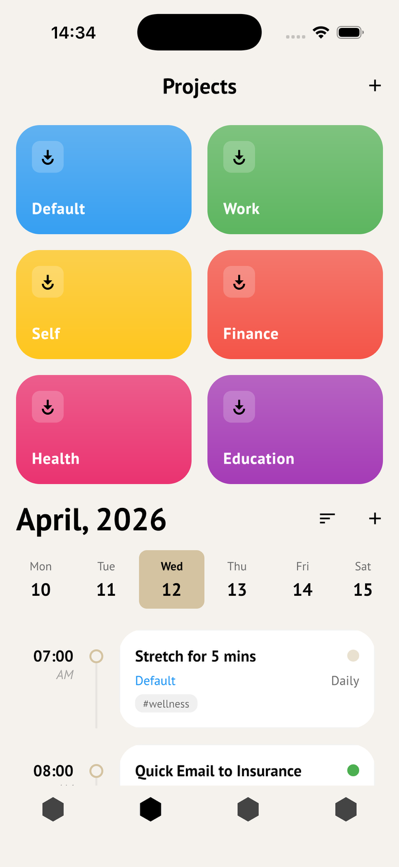 14:34
Projects
+
Default
Work
Self
Finance
Health
Education
April, 2026
+
Mon Tue Wed Thu Fri Sat
10 11 12 13 14 15
07:00
AM
Stretch for 5 mins
Default
Daily
#wellness
08:00
Quick Email to Insurance